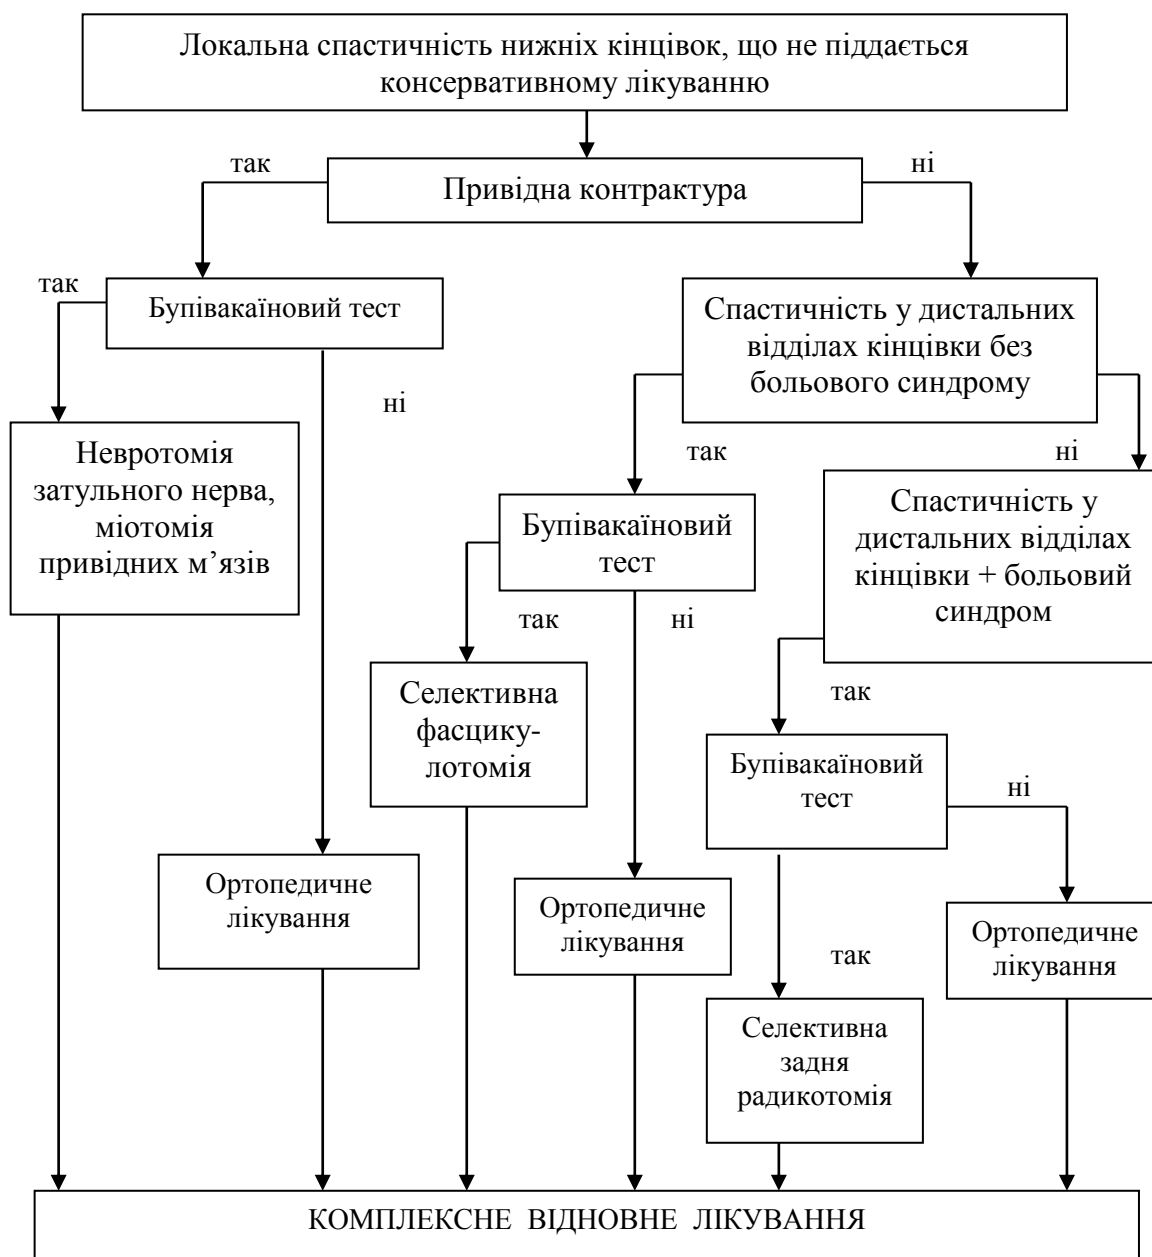 Локальна спастичність нижніх кінцівок, що не піддається
консервативному лікуванню
так
ні
Привідна контрактура
так
Бупівакаїновий тест
Спастичність у дистальних
відділах кінцівки без
больового синдрому
ні
Невротомія
затульного нерва,
міотомія
привідних м’язів
так
ні
Бупівакаїновий
тест
Спастичність у
дистальних відділах
кінцівки + больовий
синдром
так
ні
Селективна
фасцику-
лотомія
так
Бупівакаїновий
тест
ні
Ортопедичне
лікування
Ортопедичне
лікування
так
Ортопедичне
лікування
Селективна
задня
радикотомія
КОМПЛЕКСНЕ ВІДНОВНЕ ЛІКУВАННЯ